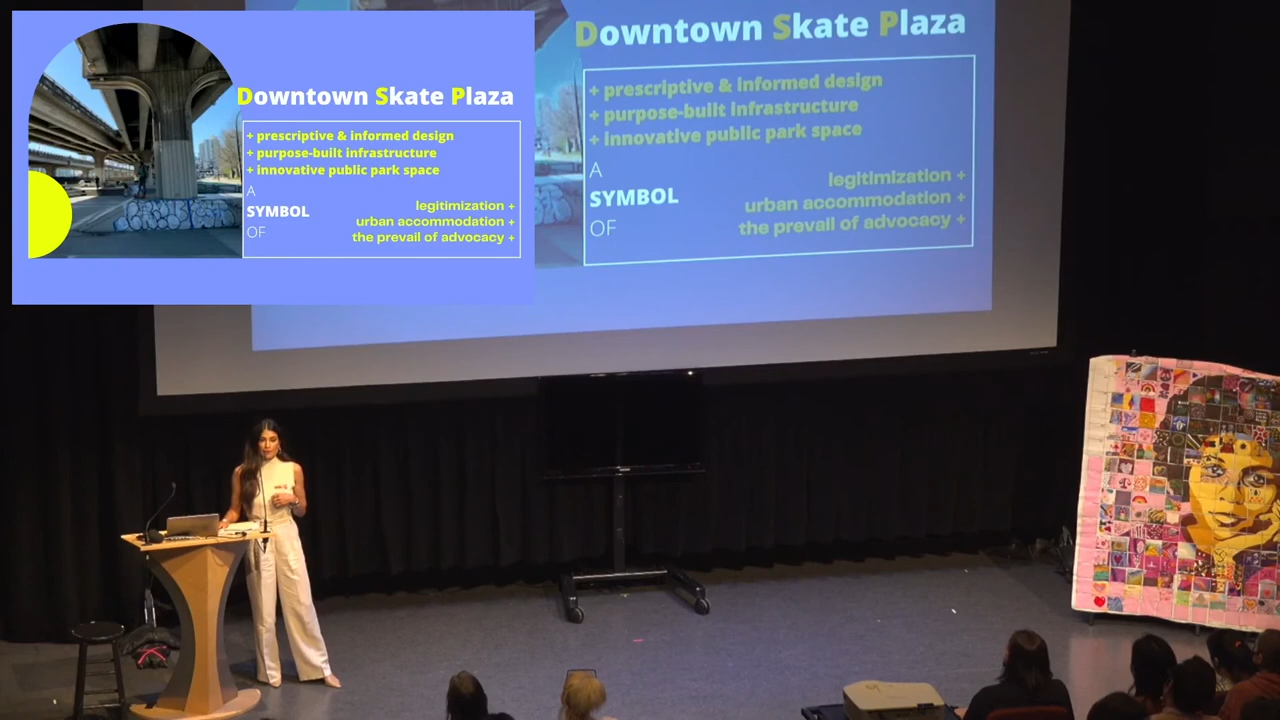 Downtown Skate Plaza
+ prescriptive & informed design
+ purpose-built infrastructure
+ innovative public park space
A
SYMBOL
OF
legitimization +
urban accommodation +
the prevail of advocacy +
Downtown Skate Plaza
+ prescriptive & informed design
+ purpose-built infrastructure
+ innovative public park space
A
SYMBOL
OF
legitimization +
urban accommodation +
the prevail of advocacy +